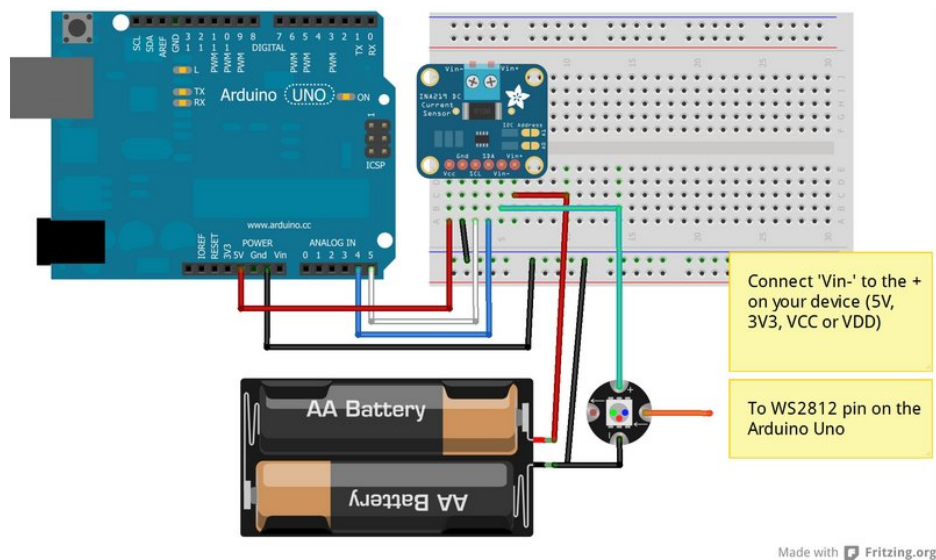 SCL
SDA
AREF
GND
13
12
11
10
9
8
7
6
5
4
3
2
1
0
PWM
PWM
PWM
PWM
PWM
PWM
TX
RX
DIGITAL
L
TX
RX
Arduino UNO
ON
1
ICSP
www.arduino.cc
POWER
ANALOG IN
IOREF
RESET
3V3
5V
Gnd
Vin
0
1
2
3
4
5
Vin-
Vin+
INA219 DC
Current
Sensor
I2C Address
Gnd
SDA
Vin+
Vcc
SCL
Vin-
Connect 'Vin-' to the +
on your device (5V,
3V3, VCC or VDD)
AA Battery
To WS2812 pin on the
Arduino Uno
AA Battery
Made with Fritzing.org